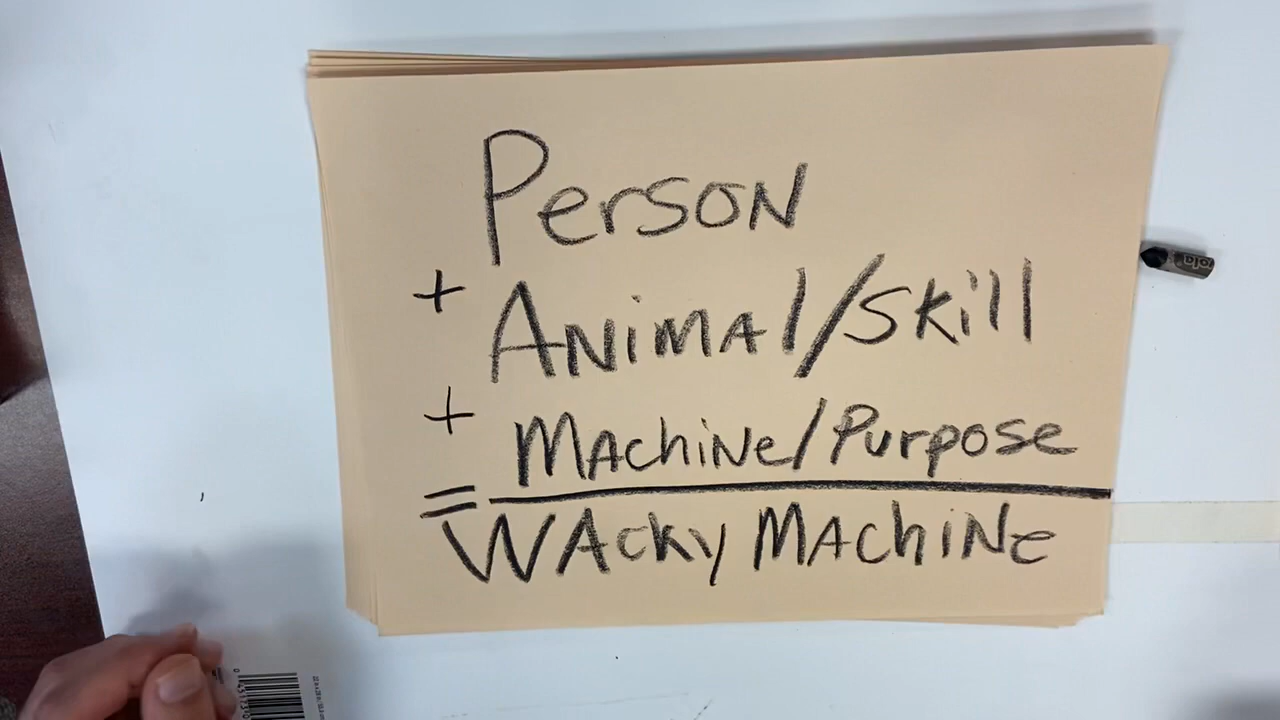 Person
+ Animal/Skill
+ Machine/Purpose
= Wacky Machine